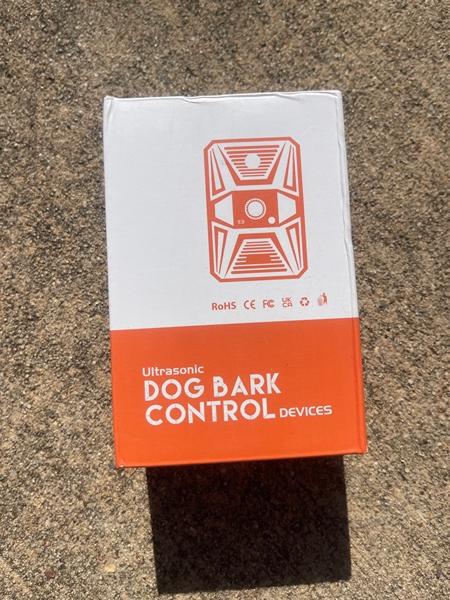 RoHS CE FC UK CA
Ultrasonic
DOG BARK
CONTROL DEVICES